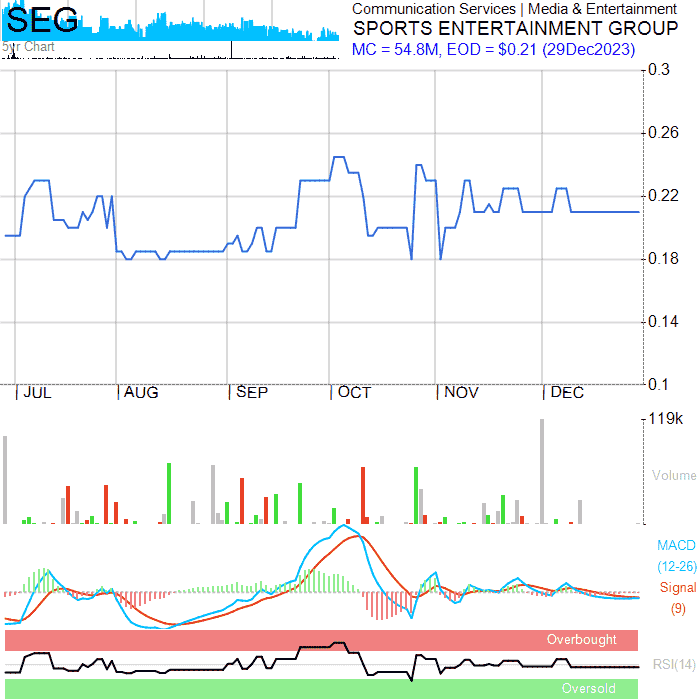 SEG
5yr Chart
Communication Services | Media & Entertainment
SPORTS ENTERTAINMENT GROUP
MC = 54.8M, EOD = $0.21 (29Dec2023)
0.3
0.26
0.22
0.18
0.14
0.1
| JUL | AUG | SEP | OCT | NOV | DEC
119k
Volume
MACD
(12-26)
Signal
(9)
Overbought
RSI(14)
Oversold